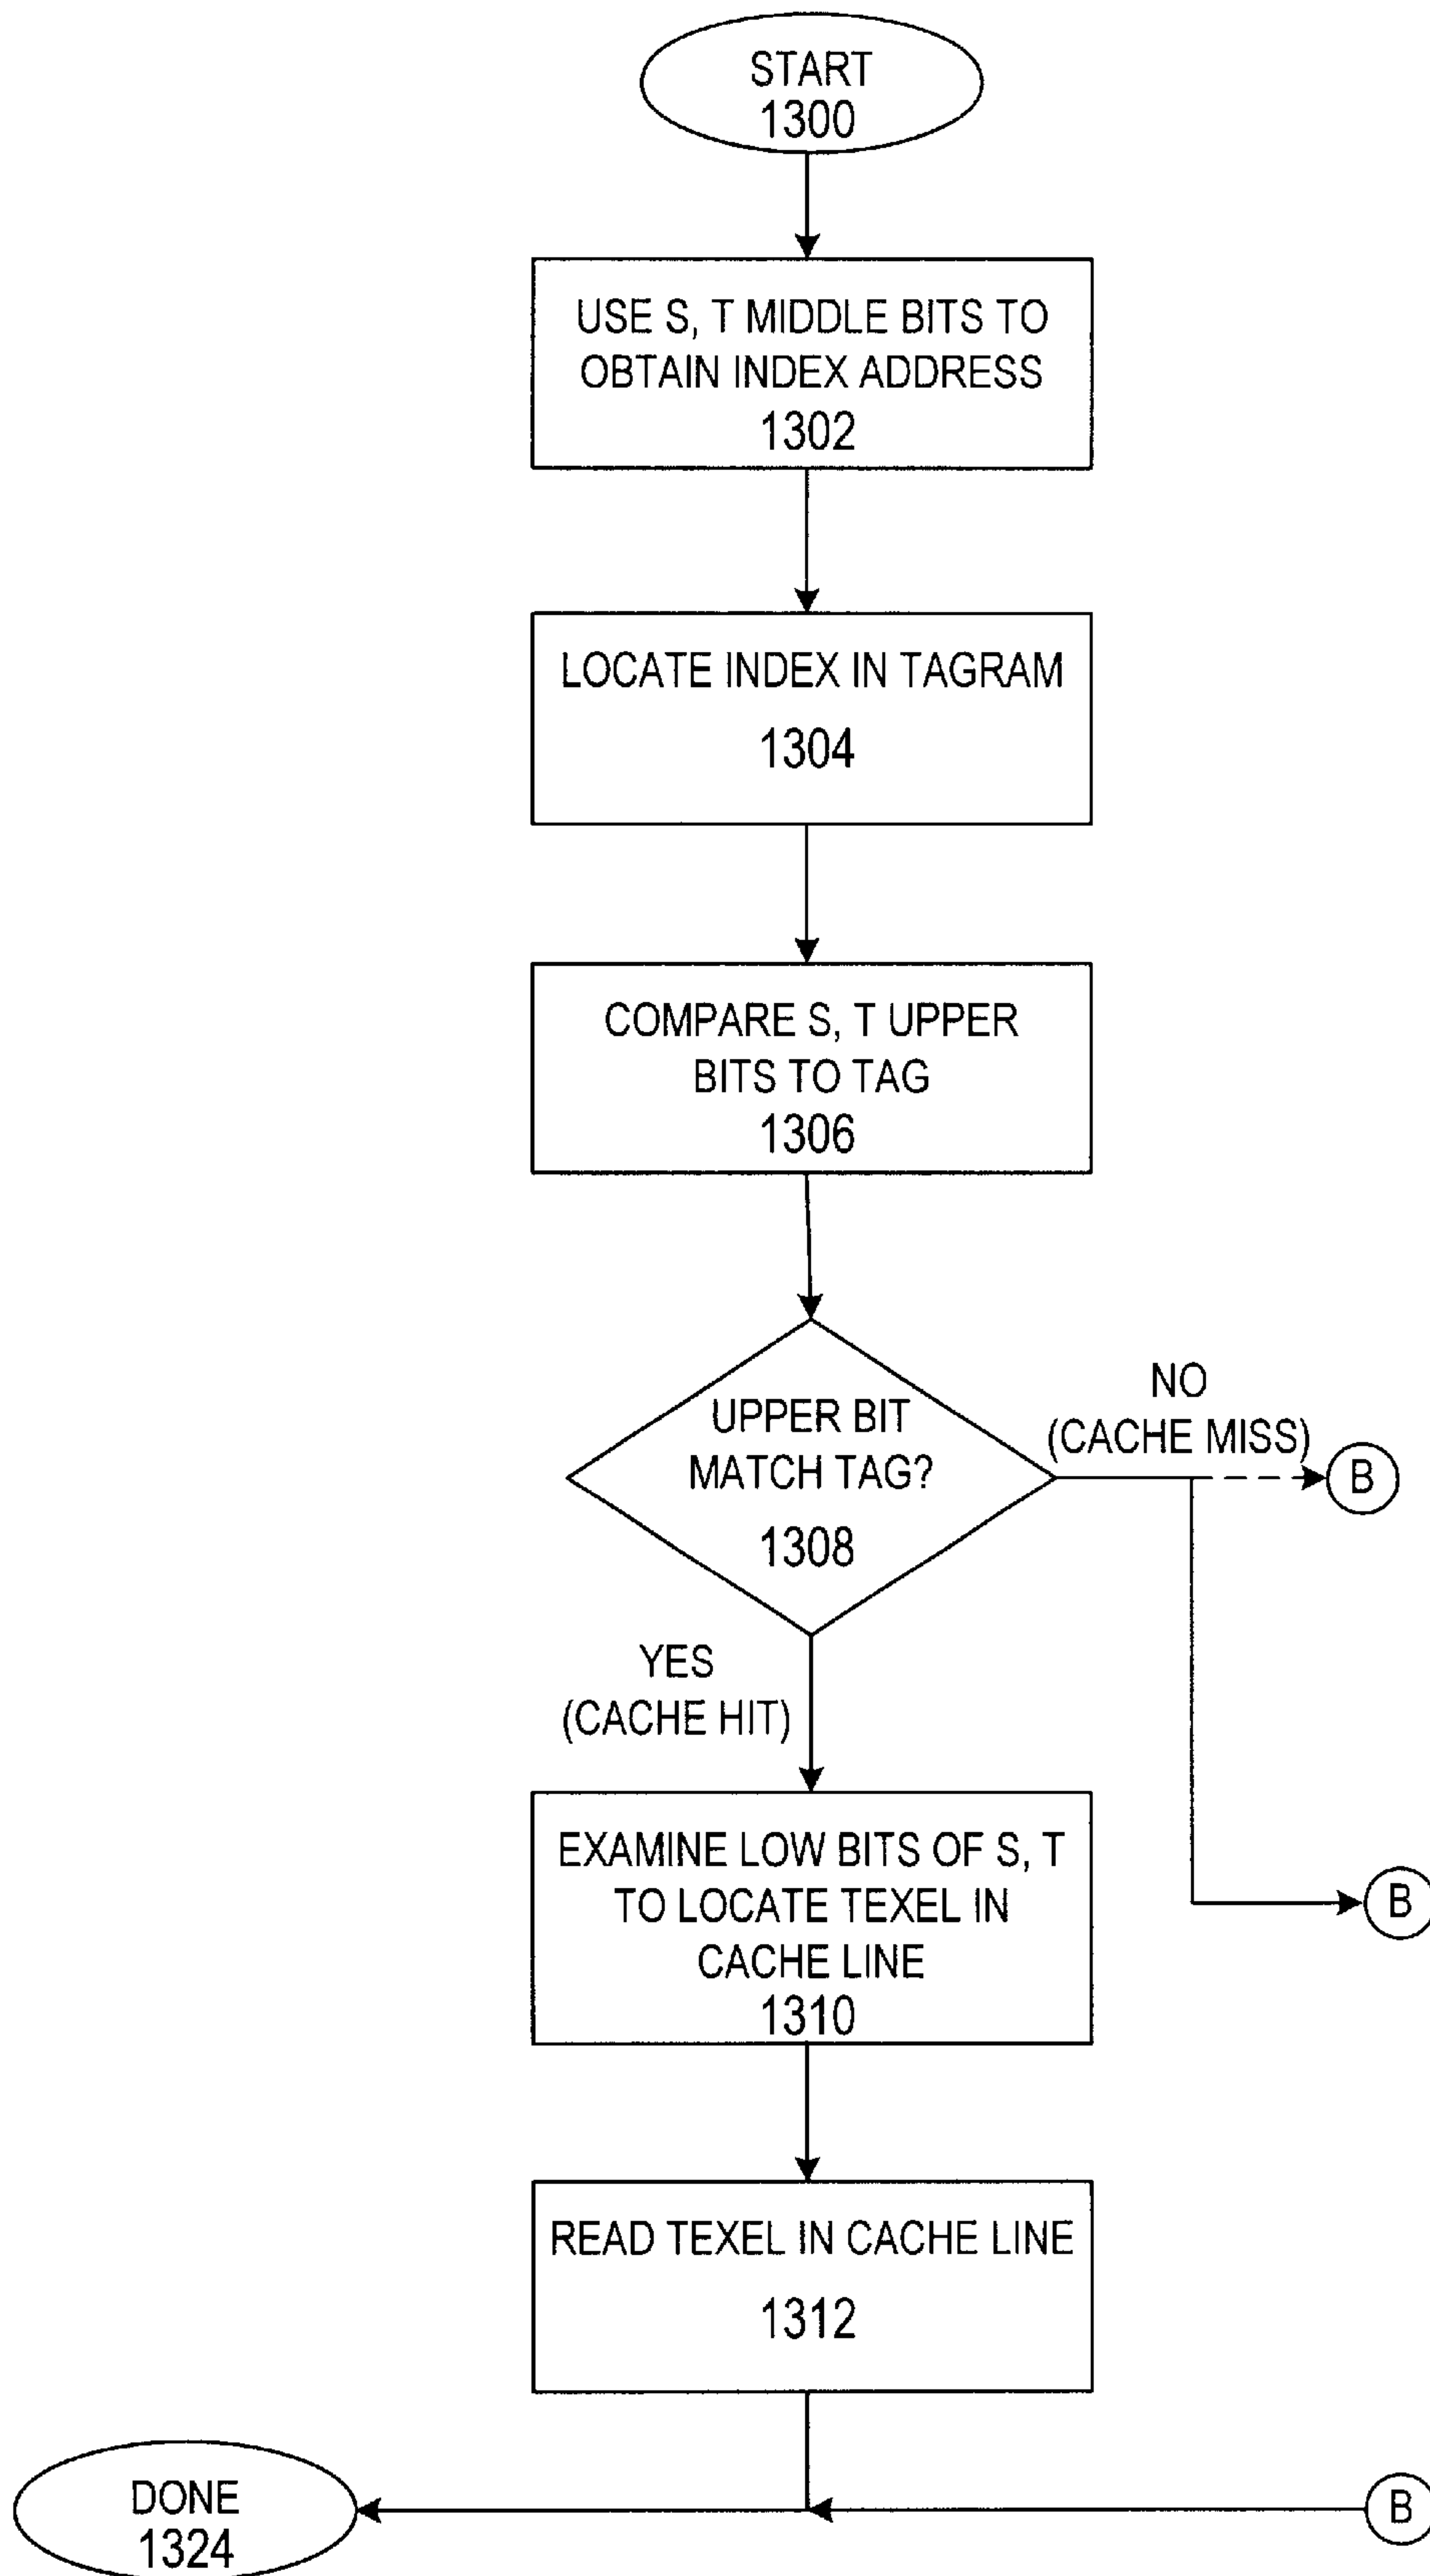 START
1300
USE S, T MIDDLE BITS TO
OBTAIN INDEX ADDRESS
1302
LOCATE INDEX IN TAGRAM
1304
COMPARE S, T UPPER
BITS TO TAG
1306
UPPER BIT
MATCH TAG?
1308
NO
(CACHE MISS)
B
YES
(CACHE HIT)
B
EXAMINE LOW BITS OF S, T
TO LOCATE TEXEL IN
CACHE LINE
1310
READ TEXEL IN CACHE LINE
1312
DONE
1324
B